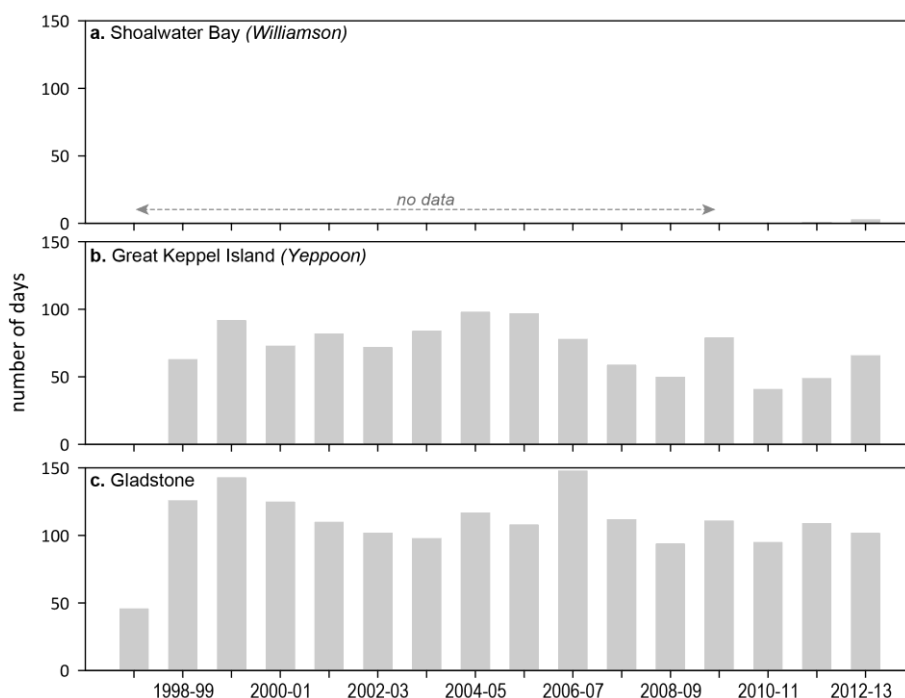 150
a. Shoalwater Bay (Williamson)
100
50
no data
0
150
b. Great Keppel Island (Yeppoon)
100
50
0
number of days
150
c. Gladstone
100
50
0
1998-99 2000-01 2002-03 2004-05 2006-07 2008-09 2010-11 2012-13